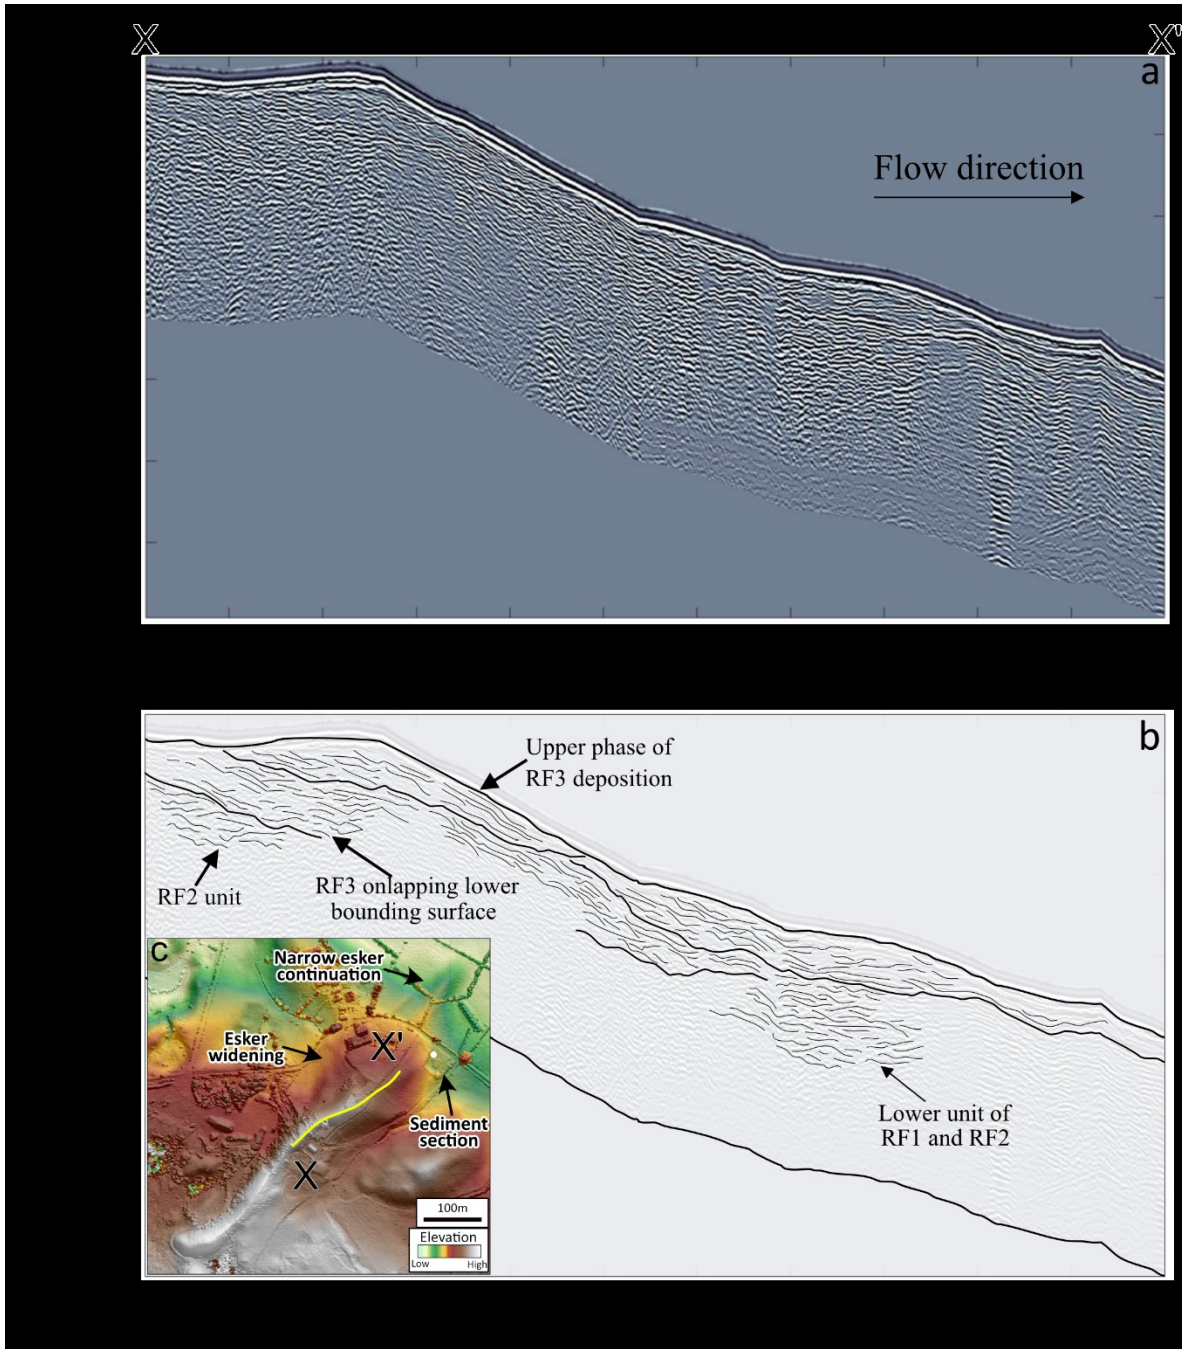 X
X'
a
Flow direction
b
Upper phase of
RF3 deposition
RF2 unit
RF3 onlapping lower
bounding surface
Lower unit of
RF1 and RF2
c
Narrow esker
continuation
Esker
widening
X'
Sediment
section
X
100m
Elevation
Low High